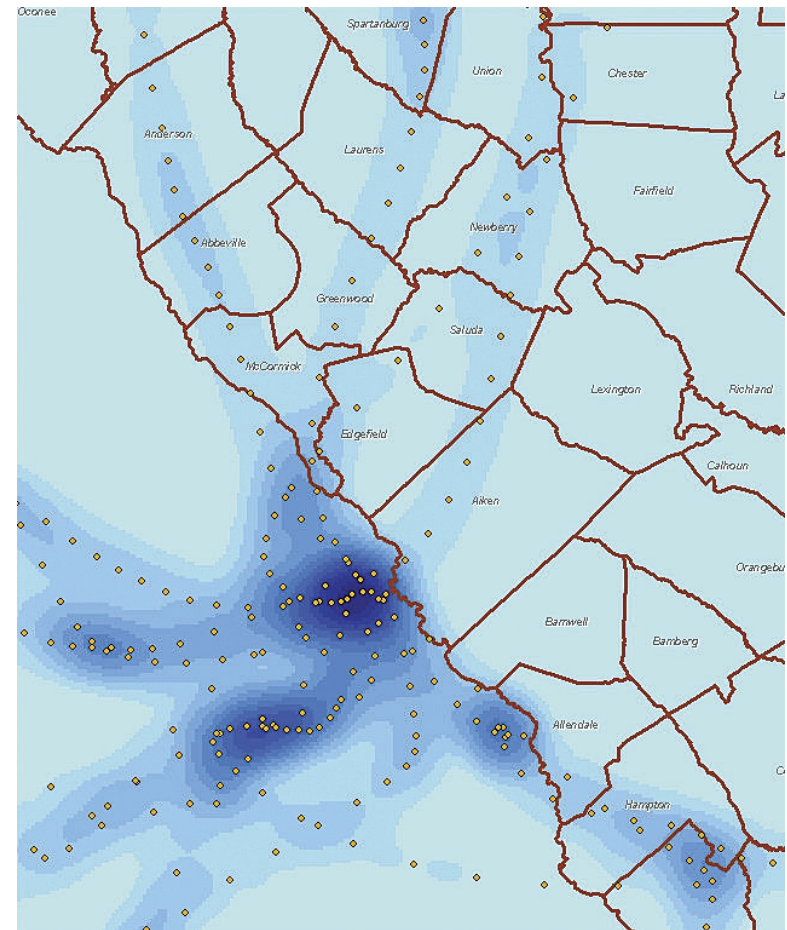 Oconee
Spartanburg
Union
Chester
Anderson
Laurens
Fairfield
Abbeville
Newberry
Greenwood
Saluda
McCormick
Lexington
Richland
Edgefield
Calhoun
Aiken
Orangebu
Barnwell
Bamberg
Allendale
Hampton